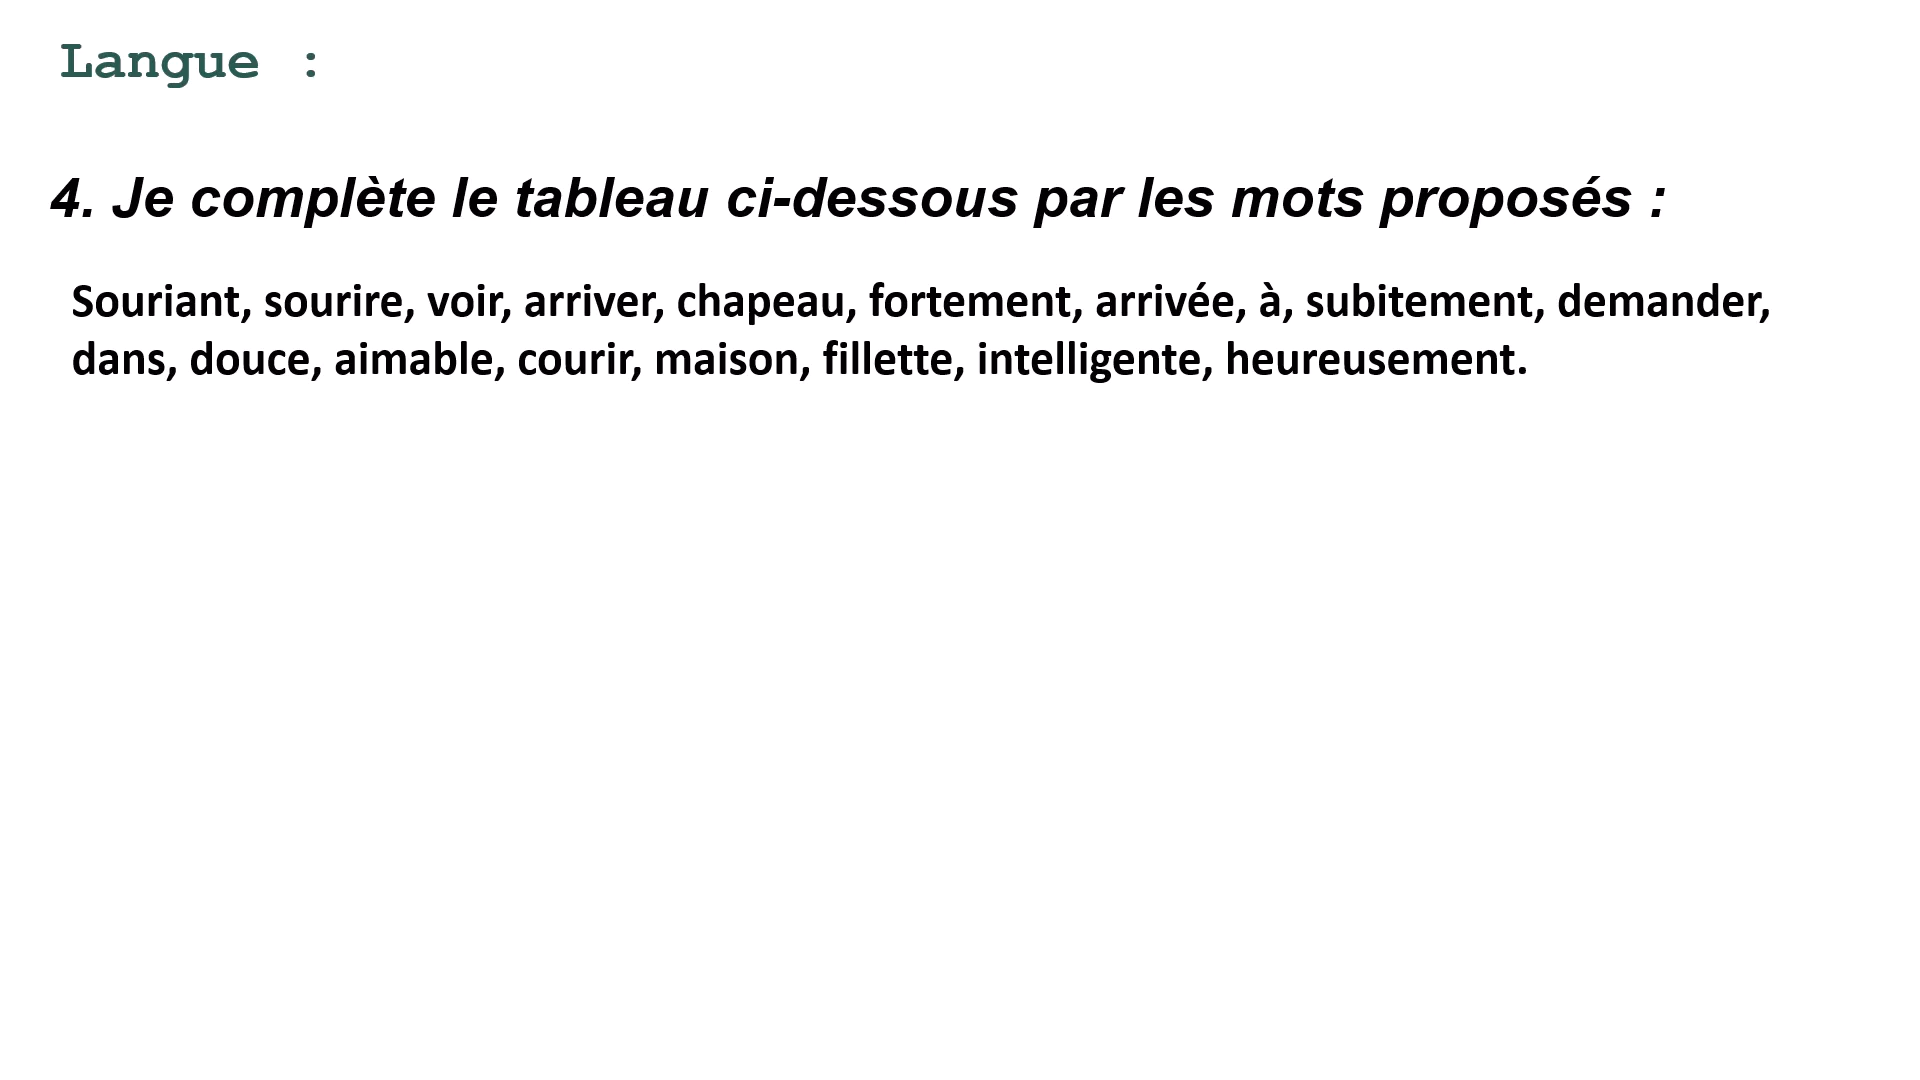 Langue :
4. Je complète le tableau ci-dessous par les mots proposés :
Souriant, sourire, voir, arriver, chapeau, fortement, arrivée, à, subitement, demander,
dans, douce, aimable, courir, maison, fillette, intelligente, heureusement.